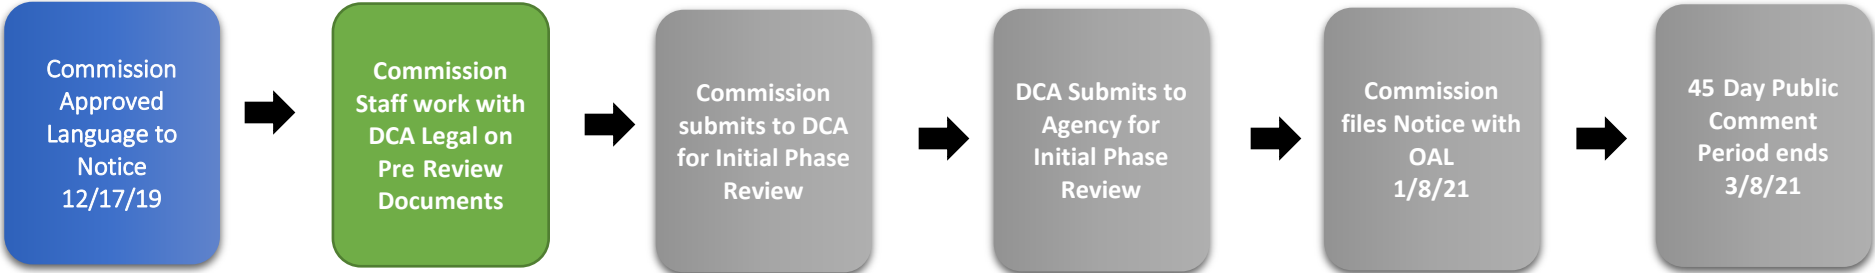 Commission
Approved
Language to
Notice
12/17/19
Commission
Staff work with
DCA Legal on
Pre Review
Documents
Commission
submits to DCA
for Initial Phase
Review
DCA Submits to
Agency for
Initial Phase
Review
Commission
files Notice with
OAL
1/8/21
45 Day Public
Comment
Period ends
3/8/21